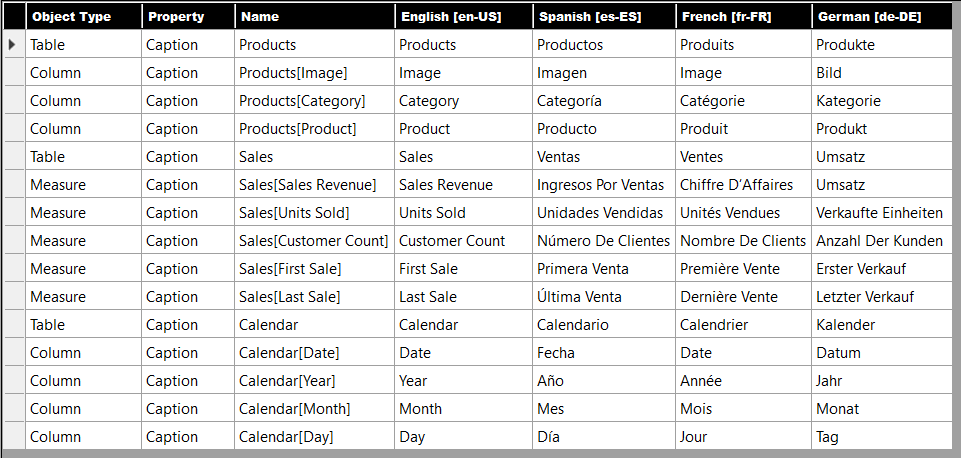 Object Type Property Name English [en-US] Spanish [es-ES] French [fr-FR] German [de-DE]
Table Caption Products Products Productos Produits Produkte
Column Caption Products[Image] Image Imagen Image Bild
Column Caption Products[Category] Category Categoría Catégorie Kategorie
Column Caption Products[Product] Product Producto Produit Produkt
Table Caption Sales Sales Ventas Ventes Umsatz
Measure Caption Sales[Sales Revenue] Sales Revenue Ingresos Por Ventas Chiffre D’Affaires Umsatz
Measure Caption Sales[Units Sold] Units Sold Unidades Vendidas Unités Vendues Verkaufte Einheiten
Measure Caption Sales[Customer Count] Customer Count Número De Clientes Nombre De Clients Anzahl Der Kunden
Measure Caption Sales[First Sale] First Sale Primera Venta Première Vente Erster Verkauf
Measure Caption Sales[Last Sale] Last Sale Última Venta Dernière Vente Letzter Verkauf
Table Caption Calendar Calendar Calendario Calendrier Kalender
Column Caption Calendar[Date] Date Fecha Date Datum
Column Caption Calendar[Year] Year Año Année Jahr
Column Caption Calendar[Month] Month Mes Mois Monat
Column Caption Calendar[Day] Day Día Jour Tag